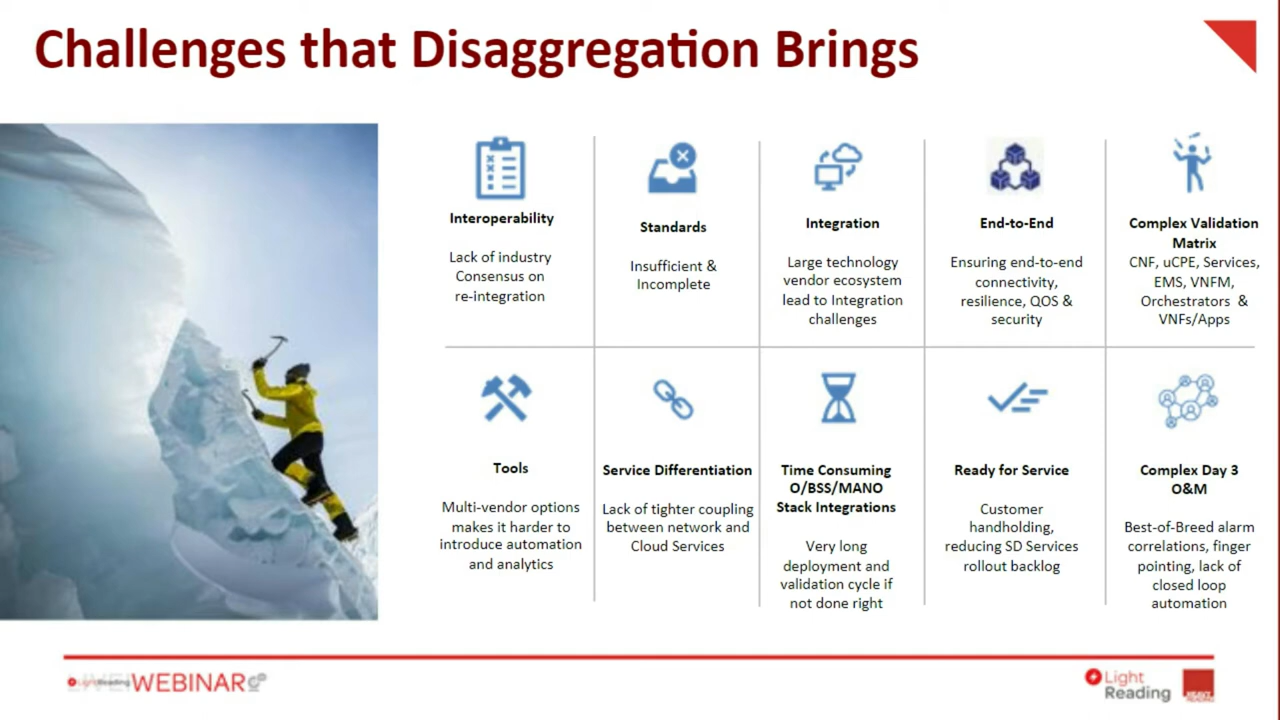 Challenges that Disaggregation Brings
Interoperability
Lack of industry
Consensus on
re-integration
Standards
Insufficient &
Incomplete
Integration
Large technology
vendor ecosystem
lead to Integration
challenges
End-to-End
Ensuring end-to-end
connectivity,
resilience, QOS &
security
Complex Validation
Matrix
CNF, uCPE, Services,
EMS, VNFM,
Orchestrators &
VNFs/Apps
Tools
Multi-vendor options
makes it harder to
introduce automation
and analytics
Service Differentiation
Lack of tighter coupling
between network and
Cloud Services
Time Consuming
O/BSS/MANO
Stack Integrations
Very long
deployment and
validation cycle if
not done right
Ready for Service
Customer
handholding,
reducing SD Services
rollout backlog
Complex Day 3
O&M
Best-of-Breed alarm
correlations, finger
pointing, lack of
closed loop
automation
LightReading LIVE! WEBINAR
Light
Reading
HEAVY
READING